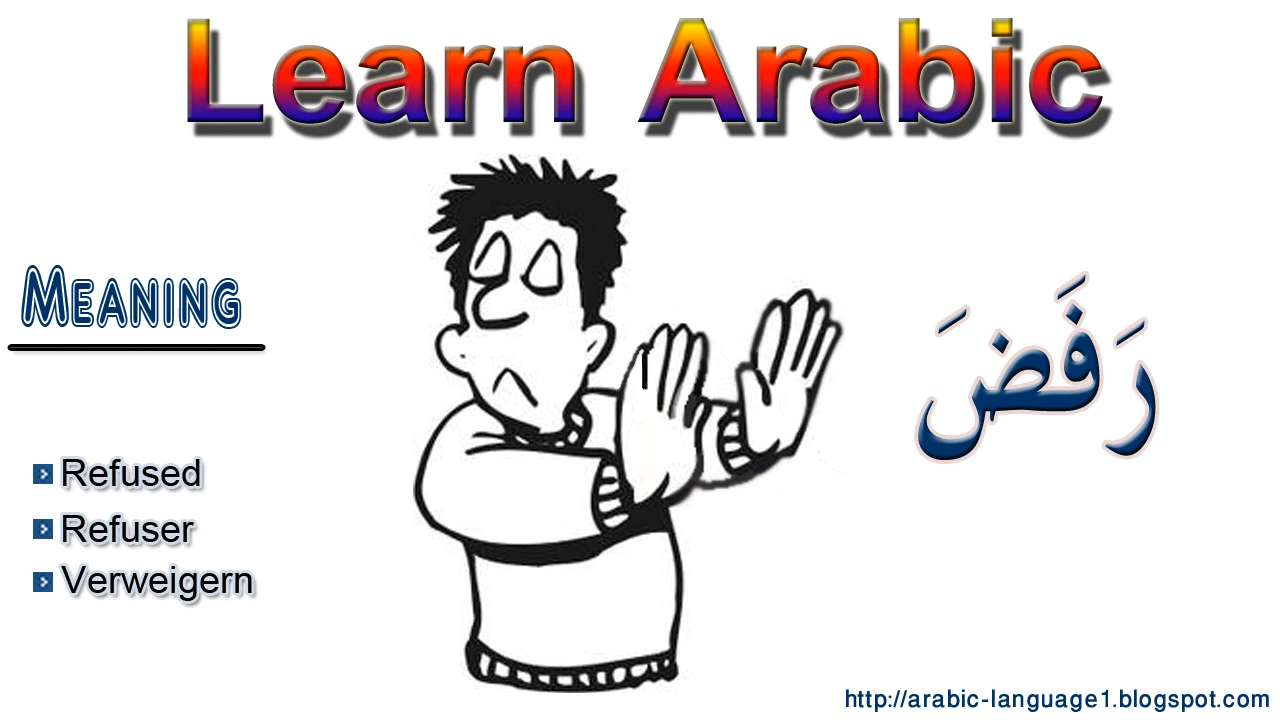 Learn Arabic
MEANING
رَفَضَ
Refused
Refuser
Verweigern
http://arabic-language1.blogspot.com